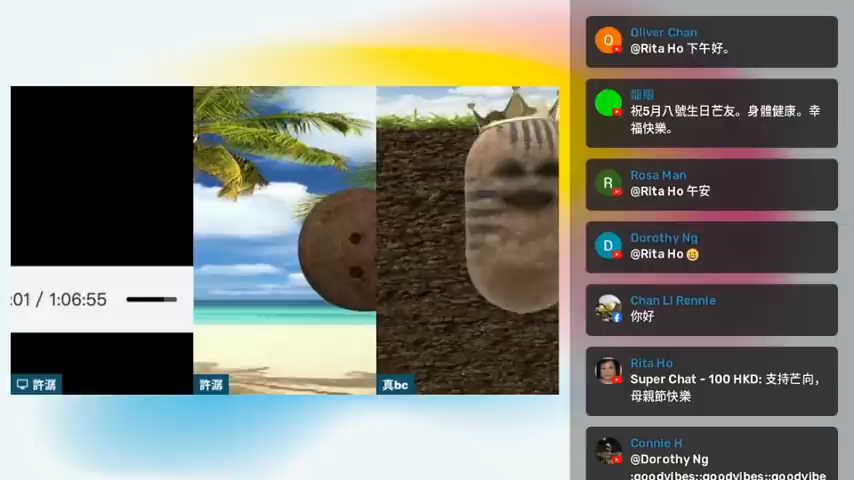 :01 / 1:06:55
許潺
許潺
真bc
O
Oliver Chan
@Rita Ho 下午好。
龍眼
祝5月八號生日芒友。身體健康。幸
福快樂。
R
Rosa Man
@Rita Ho 午安
D
Dorothy Ng
@Rita Ho 😄
Chan Li Rennie
你好
Rita Ho
Super Chat - 100 HKD: 支持芒向，
母親節快樂
Connie H
@Dorothy Ng
:goodvibes::goodvibes::goodvibe